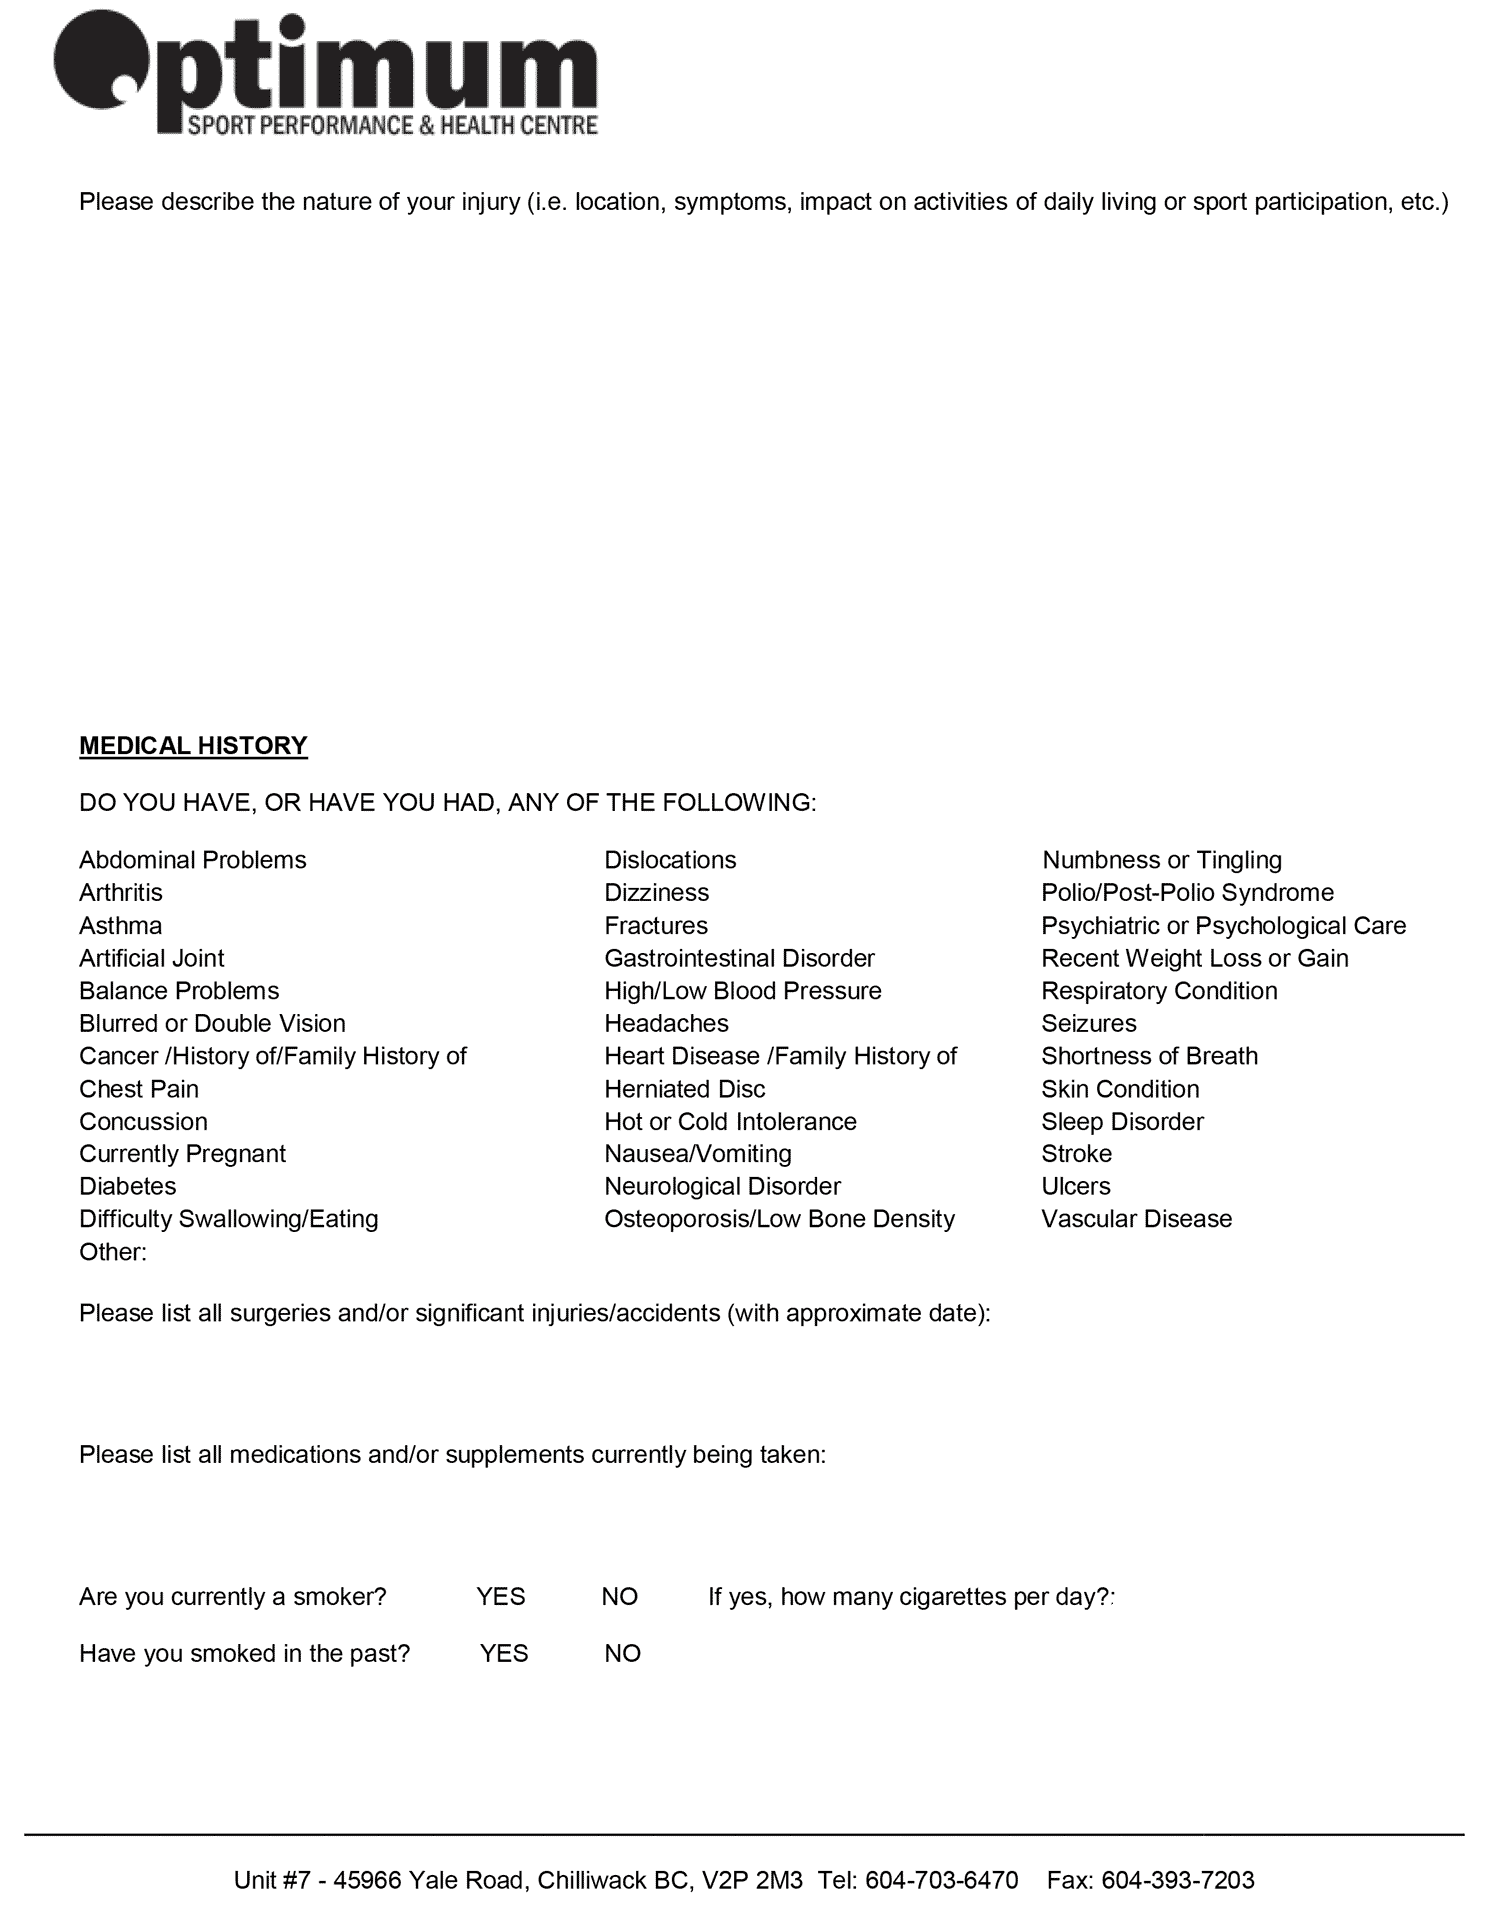 Optimum
SPORT PERFORMANCE & HEALTH CENTRE
Please describe the nature of your injury (i.e. location, symptoms, impact on activities of daily living or sport participation, etc.)
MEDICAL HISTORY
DO YOU HAVE, OR HAVE YOU HAD, ANY OF THE FOLLOWING:
Abdominal Problems Dislocations Numbness or Tingling
Arthritis Dizziness Polio/Post-Polio Syndrome
Asthma Fractures Psychiatric or Psychological Care
Artificial Joint Gastrointestinal Disorder Recent Weight Loss or Gain
Balance Problems High/Low Blood Pressure Respiratory Condition
Blurred or Double Vision Headaches Seizures
Cancer /History of/Family History of Heart Disease /Family History of Shortness of Breath
Chest Pain Herniated Disc Skin Condition
Concussion Hot or Cold Intolerance Sleep Disorder
Currently Pregnant Nausea/Vomiting Stroke
Diabetes Neurological Disorder Ulcers
Difficulty Swallowing/Eating Osteoporosis/Low Bone Density Vascular Disease
Other:
Please list all surgeries and/or significant injuries/accidents (with approximate date):
Please list all medications and/or supplements currently being taken:
Are you currently a smoker? YES NO If yes, how many cigarettes per day?:
Have you smoked in the past? YES NO
Unit #7 - 45966 Yale Road, Chilliwack BC, V2P 2M3 Tel: 604-703-6470 Fax: 604-393-7203